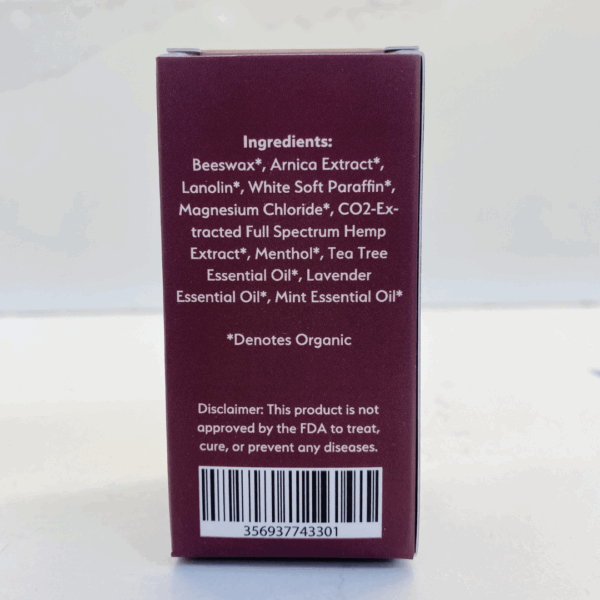 Ingredients:
Beeswax*, Arnica Extract*,
Lanolin*, White Soft Paraffin*,
Magnesium Chloride*, CO2-Ex-
tracted Full Spectrum Hemp
Extract*, Menthol*, Tea Tree
Essential Oil*, Lavender
Essential Oil*, Mint Essential Oil*
*Denotes Organic
Disclaimer: This product is not
approved by the FDA to treat,
cure, or prevent any diseases.
356937743301